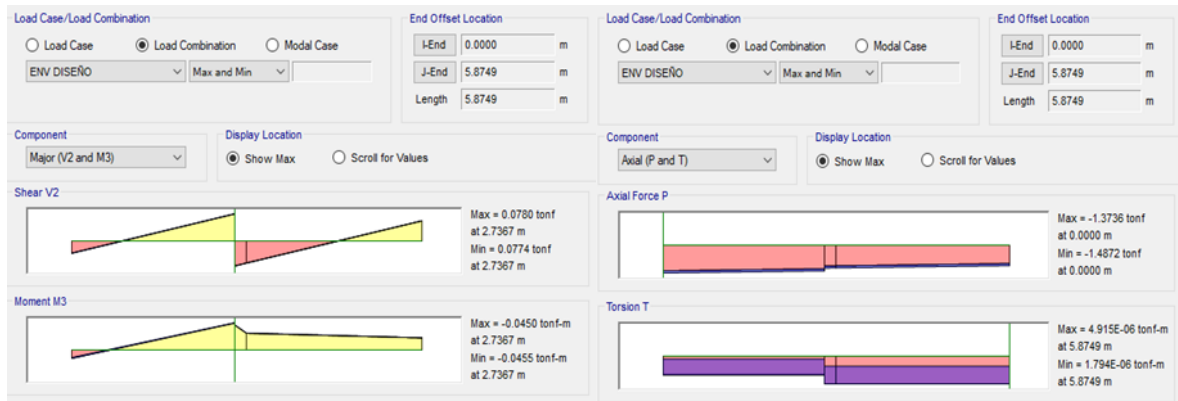 Load Case/Load Combination
Load Case
Load Combination
Modal Case
ENV DISEÑO
Max and Min
End Offset Location
I-End 0.0000 m
J-End 5.8749 m
Length 5.8749 m
Component
Major (V2 and M3)
Display Location
Show Max
Scroll for Values
Shear V2
Max = 0.0780 tonf
at 2.7367 m
Min = 0.0774 tonf
at 2.7367 m
Moment M3
Max = -0.0450 tonf-m
at 2.7367 m
Min = -0.0455 tonf-m
at 2.7367 m
Load Case/Load Combination
Load Case
Load Combination
Modal Case
ENV DISEÑO
Max and Min
End Offset Location
I-End 0.0000 m
J-End 5.8749 m
Length 5.8749 m
Component
Axial (P and T)
Display Location
Show Max
Scroll for Values
Axial Force P
Max = -1.3736 tonf
at 0.0000 m
Min = -1.4872 tonf
at 0.0000 m
Torsion T
Max = 4.915E-06 tonf-m
at 5.8749 m
Min = 1.794E-06 tonf-m
at 5.8749 m